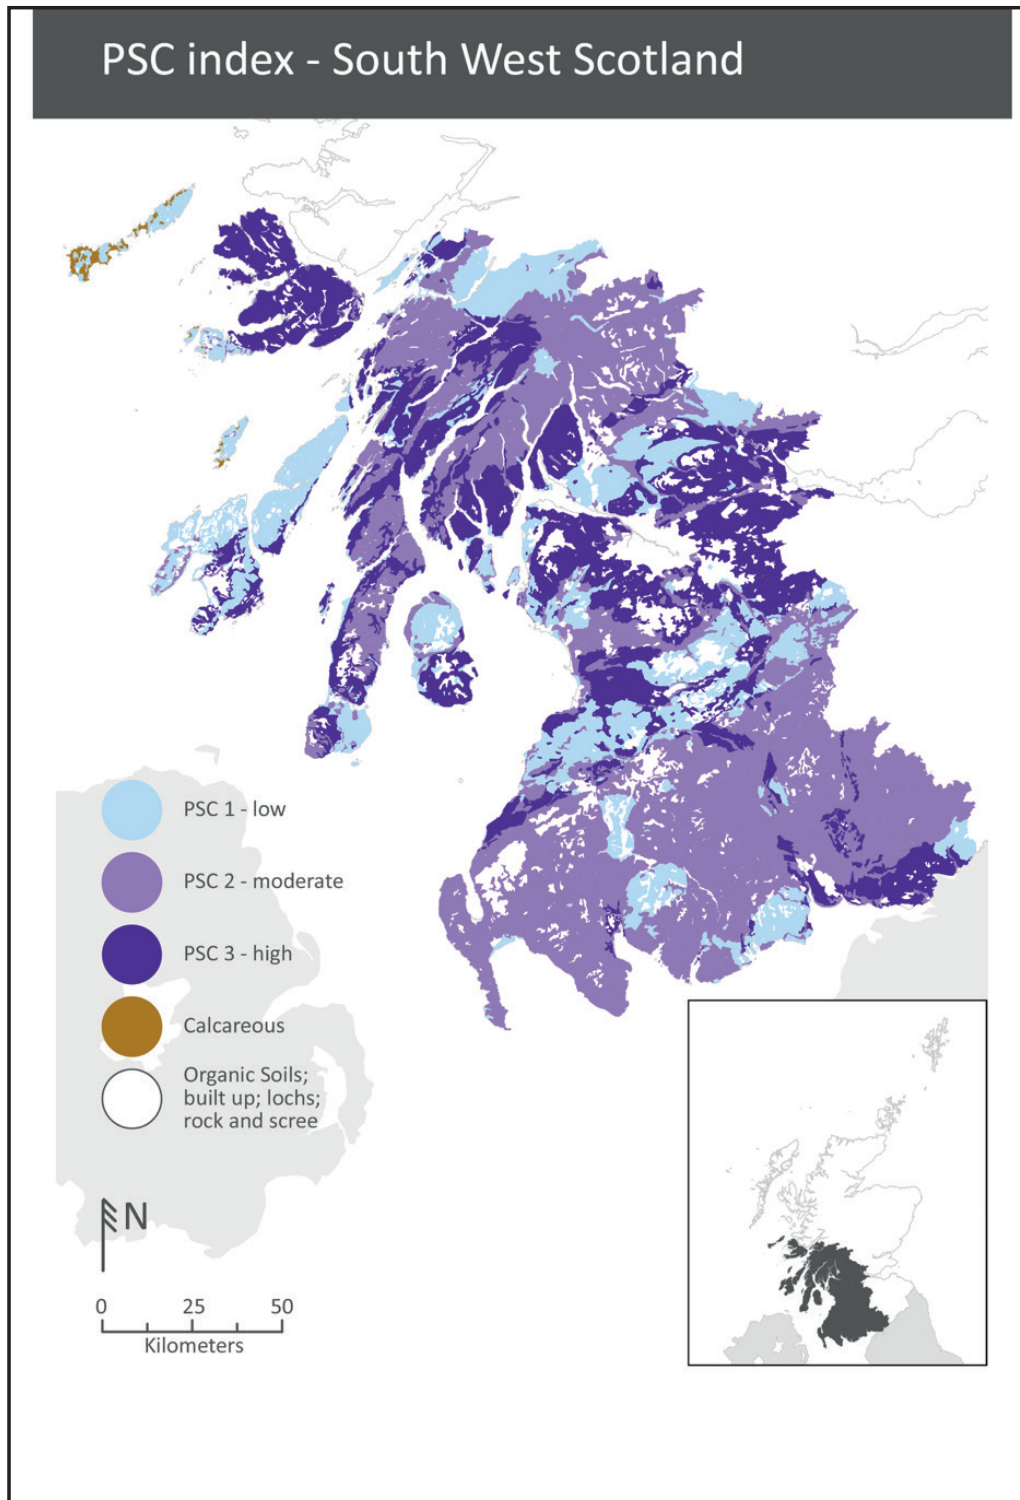 PSC index - South West Scotland
PSC 1 - low
PSC 2 - moderate
PSC 3 - high
Calcareous
Organic Soils;
built up; lochs;
rock and scree
N
0 25 50
Kilometers